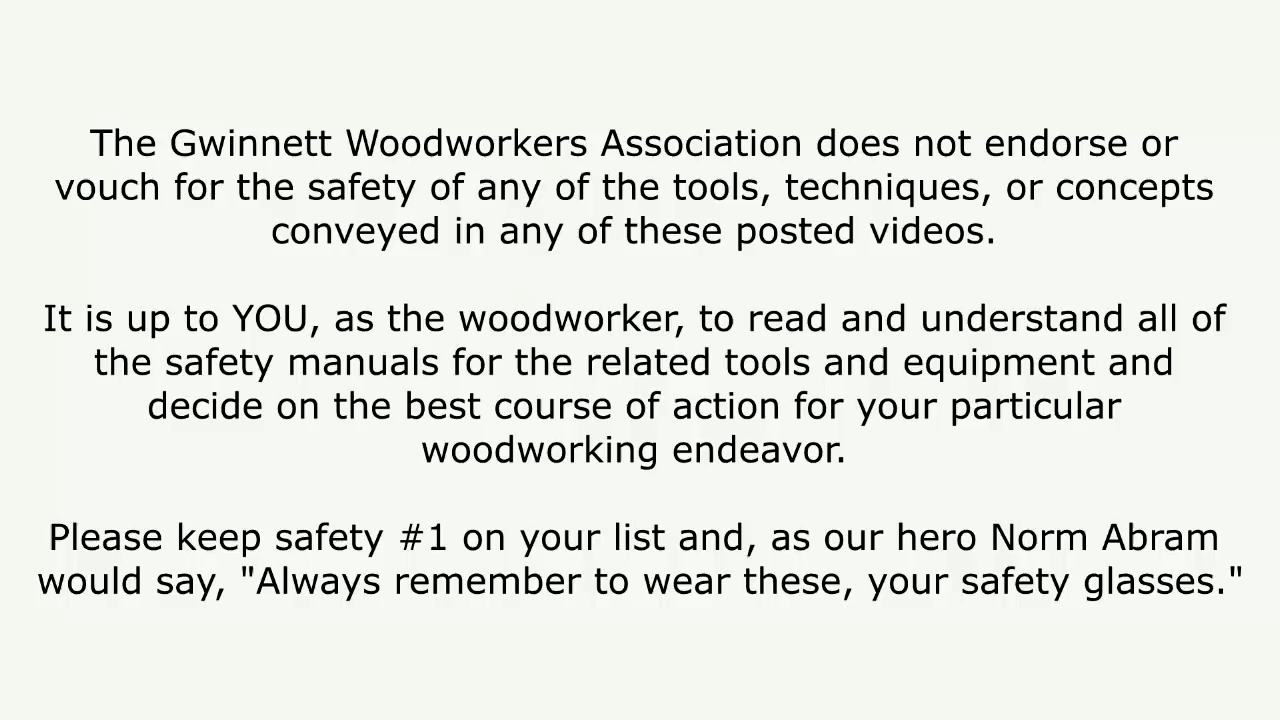 The Gwinnett Woodworkers Association does not endorse or
vouch for the safety of any of the tools, techniques, or concepts
conveyed in any of these posted videos.
It is up to YOU, as the woodworker, to read and understand all of
the safety manuals for the related tools and equipment and
decide on the best course of action for your particular
woodworking endeavor.
Please keep safety #1 on your list and, as our hero Norm Abram
would say, "Always remember to wear these, your safety glasses."